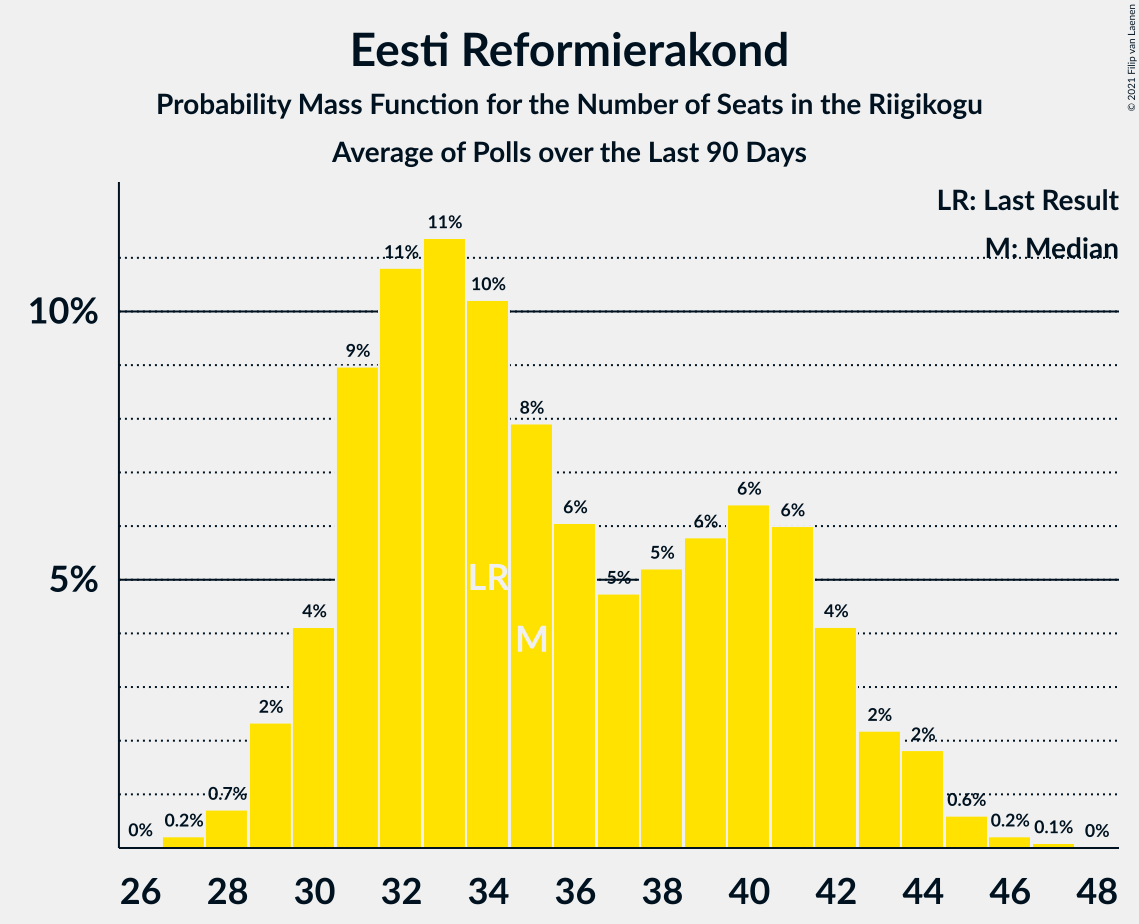 Eesti Reformierakond
Probability Mass Function for the Number of Seats in the Riigikogu
Average of Polls over the Last 90 Days
© 2021 Filip van Laenen
LR: Last Result
M: Median
10%
5%
0%
0.2%
0.7%
2%
4%
9%
11%
11%
10%
8%
6%
5%
5%
6%
6%
6%
4%
2%
2%
0.6%
0.2%
0.1%
0%
LR
M
26 28 30 32 34 36 38 40 42 44 46 48